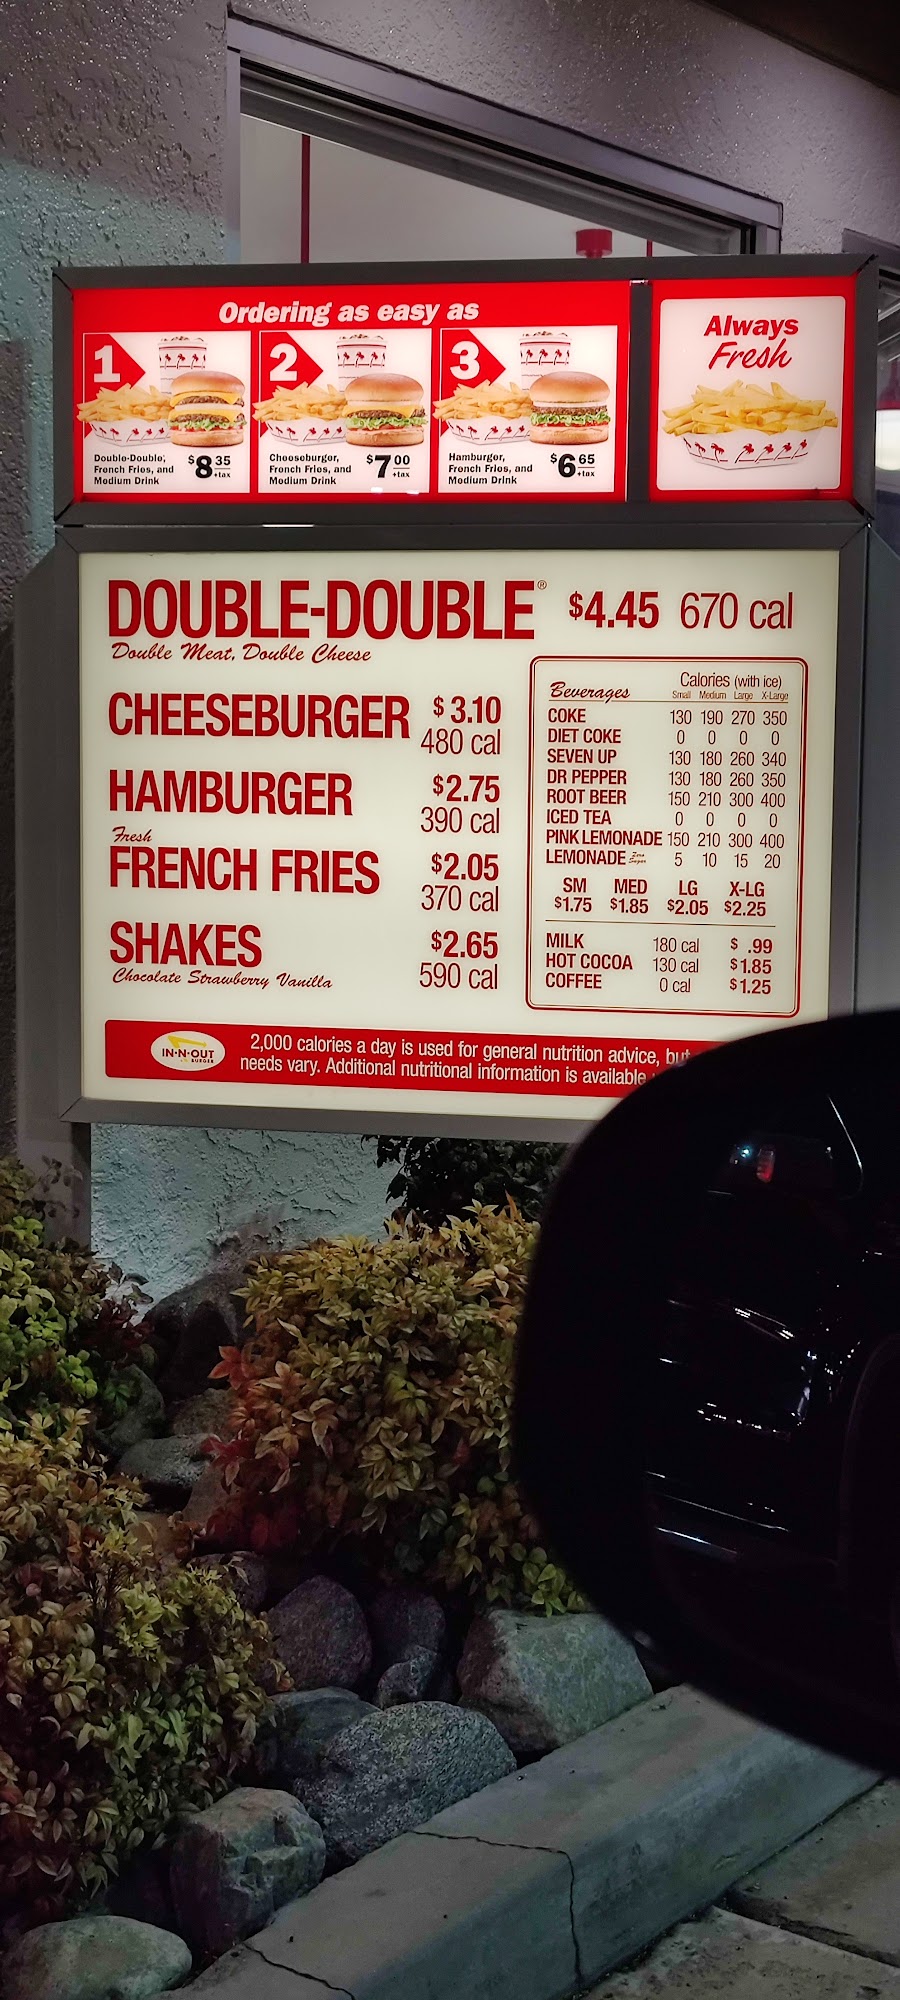 Ordering as easy as
1
Double-Double,
French Fries, and
Medium Drink
$8 35
+tax
2
Cheeseburger,
French Fries, and
Medium Drink
$7 00
+tax
3
Hamburger,
French Fries, and
Medium Drink
$6 65
+tax
Always
Fresh
DOUBLE-DOUBLE® $4.45 670 cal
Double Meat, Double Cheese
CHEESEBURGER $3.10
480 cal
HAMBURGER $2.75
390 cal
Fresh
FRENCH FRIES $2.05
370 cal
SHAKES $2.65
Chocolate Strawberry Vanilla 590 cal
Beverages Calories (with ice)
Small Medium Large X-Large
COKE 130 190 270 350
DIET COKE 0 0 0 0
SEVEN UP 130 180 260 340
DR PEPPER 130 180 260 350
ROOT BEER 150 210 300 400
ICED TEA 0 0 0 0
PINK LEMONADE 150 210 300 400
LEMONADE Zero Sugar 5 10 15 20
SM MED LG X-LG
$1.75 $1.85 $2.05 $2.25
MILK 180 cal $ .99
HOT COCOA 130 cal $1.85
COFFEE 0 cal $1.25
IN-N-OUT
BURGER
2,000 calories a day is used for general nutrition advice, but
needs vary. Additional nutritional information is available